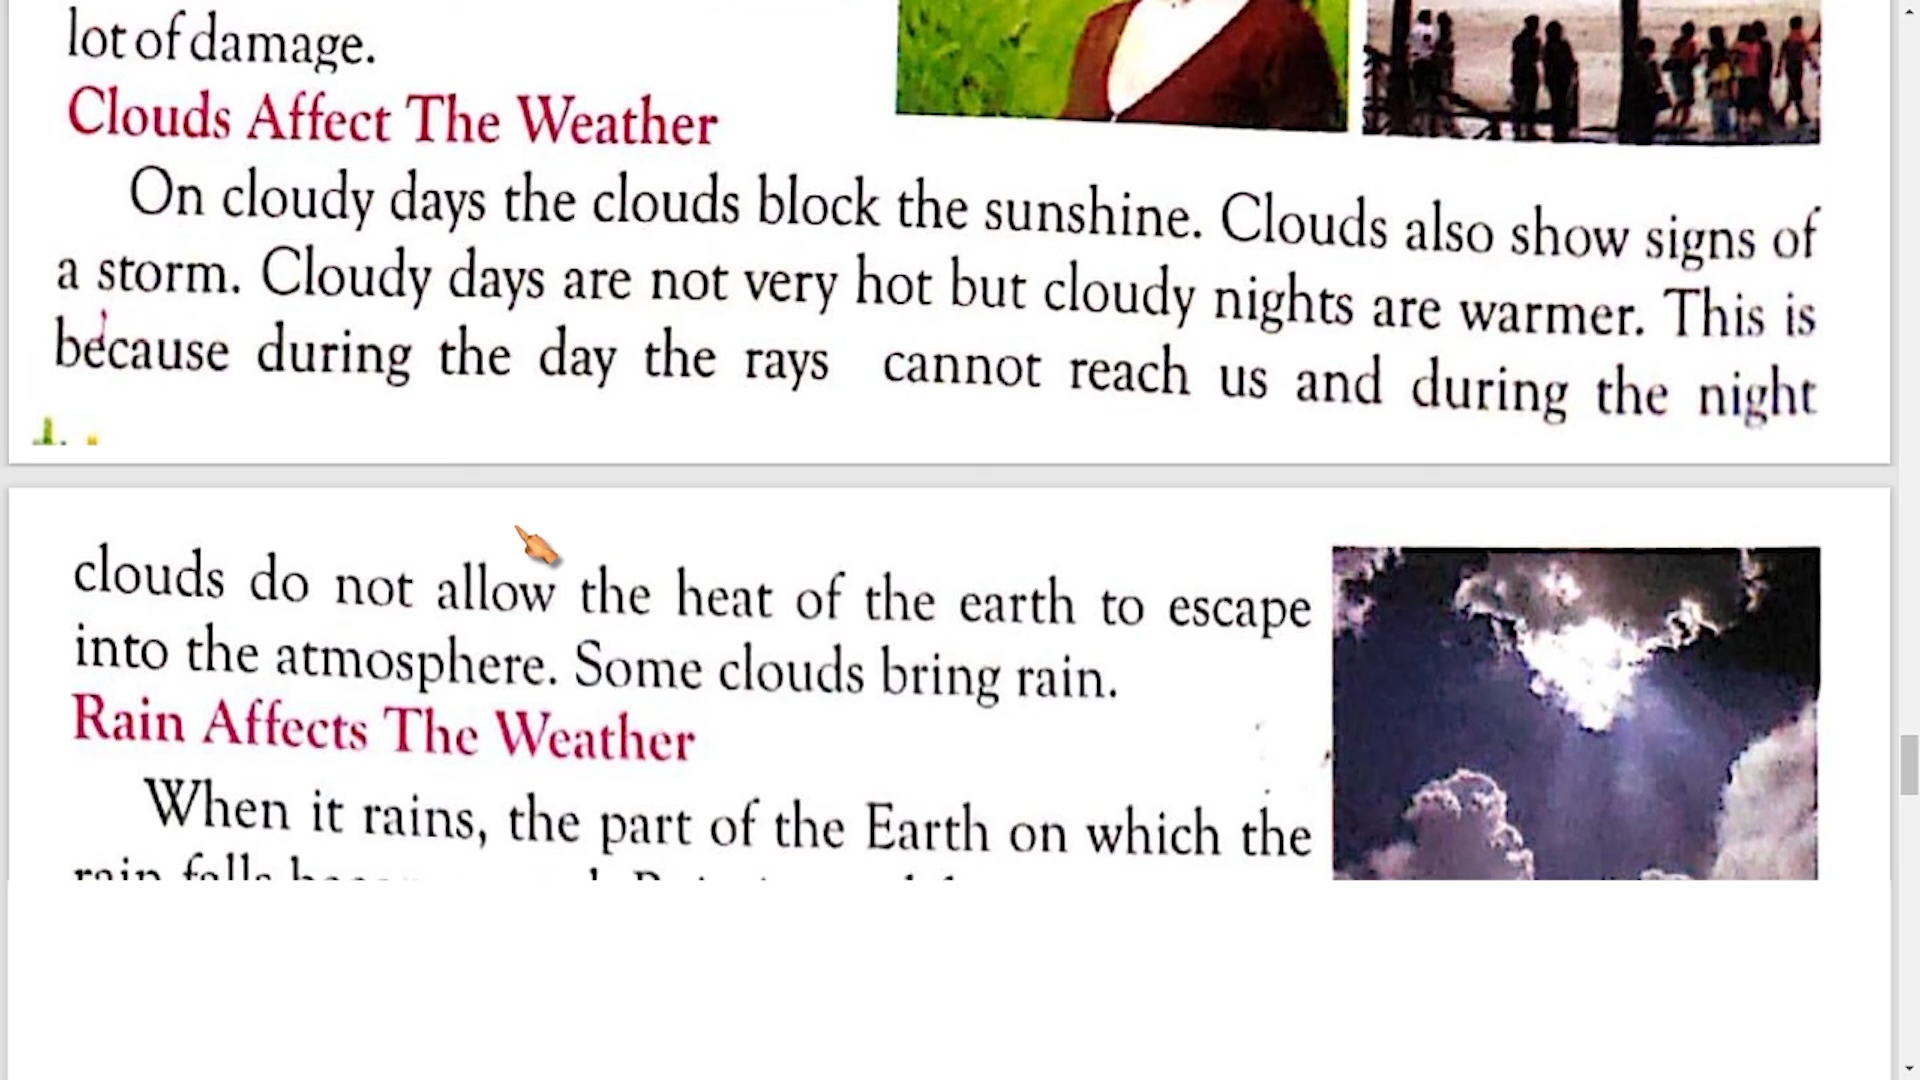 lot of damage.
Clouds Affect The Weather
On cloudy days the clouds block the sunshine. Clouds also show signs of
a storm. Cloudy days are not very hot but cloudy nights are warmer. This is
because during the day the rays cannot reach us and during the night
clouds do not allow the heat of the earth to escape
into the atmosphere. Some clouds bring rain.
Rain Affects The Weather
When it rains, the part of the Earth on which the
rain falls